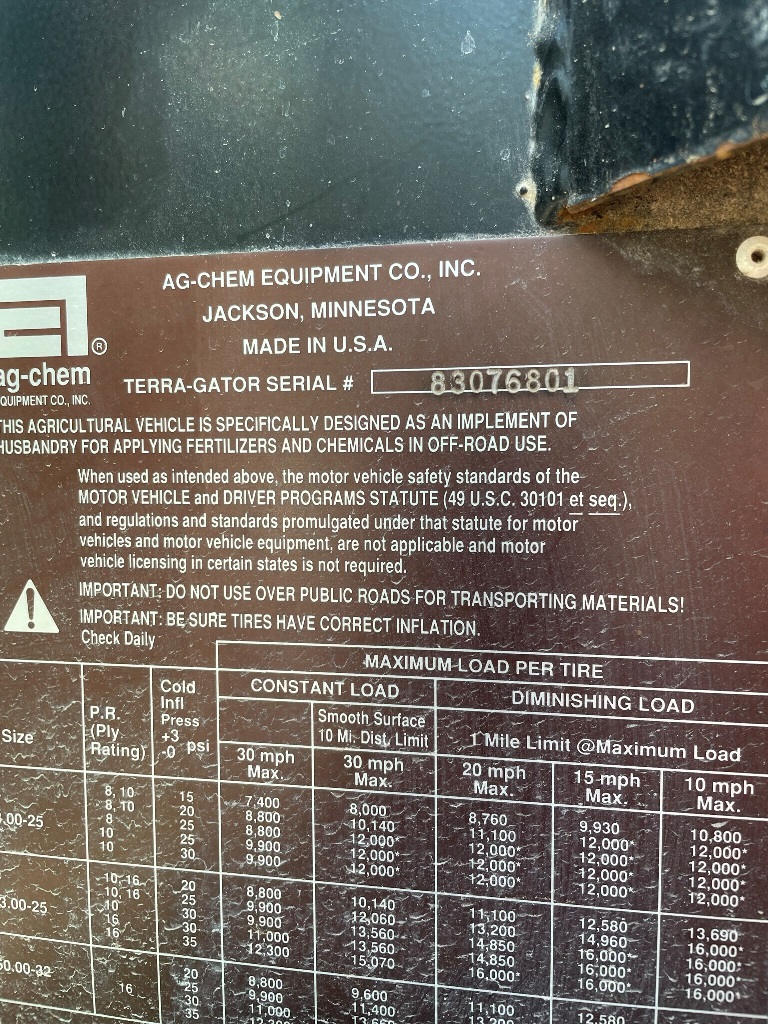 AG-CHEM EQUIPMENT CO., INC.
JACKSON, MINNESOTA
MADE IN U.S.A.
®
ag-chem
EQUIPMENT CO., INC.
TERRA-GATOR SERIAL # 83076801
THIS AGRICULTURAL VEHICLE IS SPECIFICALLY DESIGNED AS AN IMPLEMENT OF
HUSBANDRY FOR APPLYING FERTILIZERS AND CHEMICALS IN OFF-ROAD USE.
When used as intended above, the motor vehicle safety standards of the
MOTOR VEHICLE and DRIVER PROGRAMS STATUTE (49 U.S.C. 30101 et seq.),
and regulations and standards promulgated under that statute for motor
vehicles and motor vehicle equipment, are not applicable and motor
vehicle licensing in certain states is not required.
IMPORTANT: DO NOT USE OVER PUBLIC ROADS FOR TRANSPORTING MATERIALS!
IMPORTANT: BE SURE TIRES HAVE CORRECT INFLATION.
Check Daily
MAXIMUM LOAD PER TIRE
CONSTANT LOAD DIMINISHING LOAD
Size
P.R.
(Ply
Rating)
Cold
Infl
Press
+3
-0 psi
Smooth Surface
10 Mi. Dist. Limit
1 Mile Limit @Maximum Load
30 mph Max.
30 mph Max.
20 mph Max.
15 mph Max.
10 mph Max.
.00-25
8, 10 15 7,400 8,000 8,760 9,930 10,800
8, 10 20 8,800 10,140 11,100 12,000* 12,000*
8 25 8,800 12,000* 12,000* 12,000* 12,000*
10 25 9,900 12,000* 12,000* 12,000* 12,000*
10 30 9,900 12,000* 12,000* 12,000* 12,000*
3.00-25
10, 16 20 8,800 10,140 11,100 12,580 13,690
10, 16 25 9,900 12,060 13,200 14,960 16,000*
10 30 9,900 13,560 14,850 16,000* 16,000*
16 30 11,000 13,560 14,850 16,000* 16,000*
16 35 12,300 15,070 16,000* 16,000* 16,000*
0.00-32
16
20 8,800 9,600 11,100 12,580
25 9,900 11,400
30 11,000
35